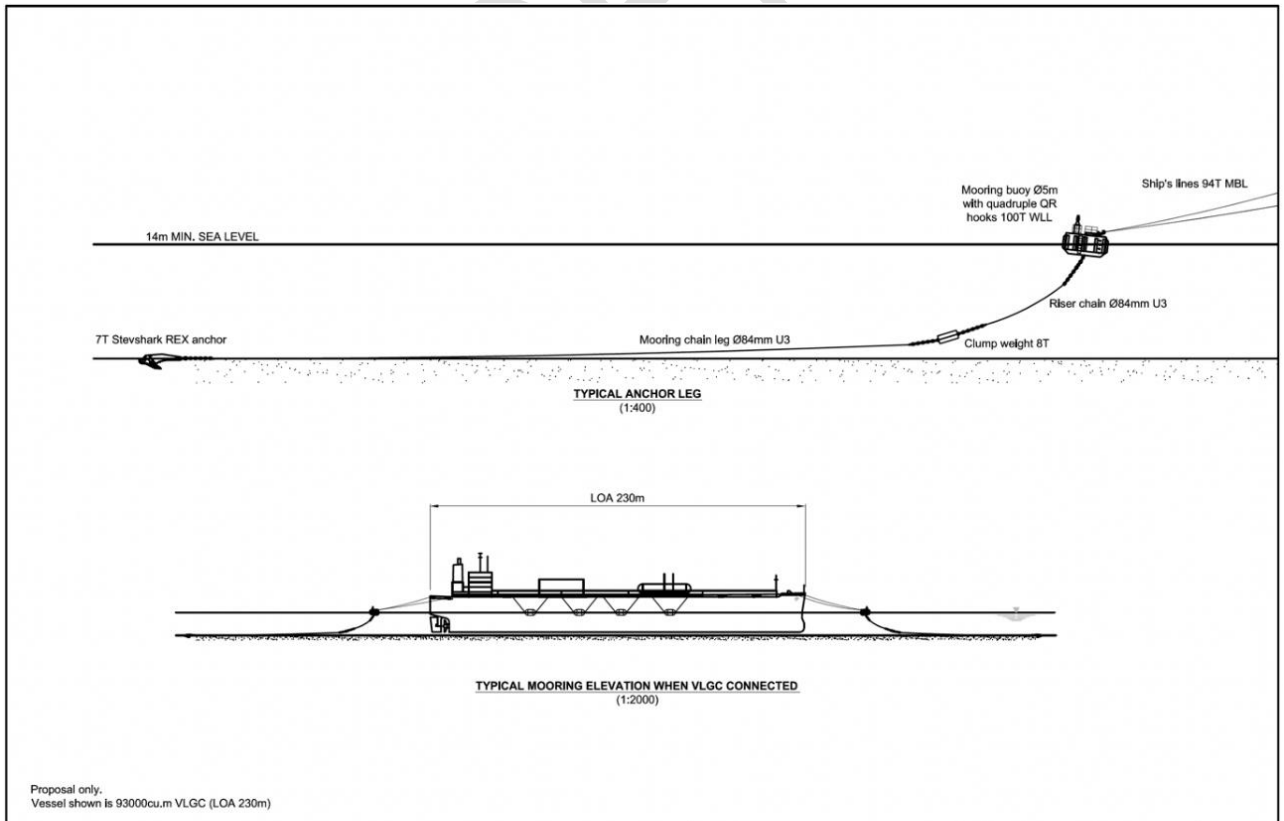 Mooring buoy Ø5m
with quadruple QR
hooks 100T WLL
Ship's lines 94T MBL
14m MIN. SEA LEVEL
Riser chain Ø84mm U3
7T Stevshark REX anchor
Mooring chain leg Ø84mm U3
Clump weight 8T
TYPICAL ANCHOR LEG
(1:400)
LOA 230m
TYPICAL MOORING ELEVATION WHEN VLGC CONNECTED
(1:2000)
Proposal only.
Vessel shown is 93000cu.m VLGC (LOA 230m)